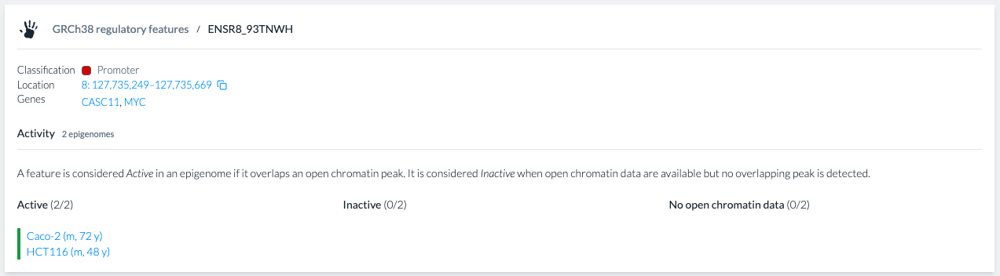 GRCh38 regulatory features / ENSR8_93TNWH
Classification Promoter
Location 8: 127,735,249–127,735,669
Genes CASC11, MYC
Activity 2 epigenomes
A feature is considered Active in an epigenome if it overlaps an open chromatin peak. It is considered Inactive when open chromatin data are available but no overlapping peak is detected.
Active (2/2) Inactive (0/2) No open chromatin data (0/2)
Caco-2 (m, 72 y)
HCT116 (m, 48 y)